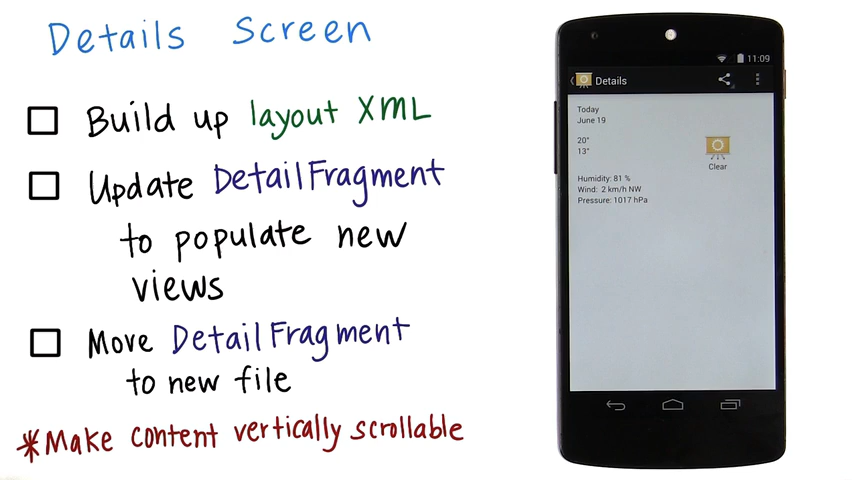 Details Screen
Build up layout XML
Update DetailFragment
to populate new
views
Move DetailFragment
to new file
*Make content vertically scrollable
11:09
Details
Today
June 19
20°
13°
Clear
Humidity: 81 %
Wind: 2 km/h NW
Pressure: 1017 hPa